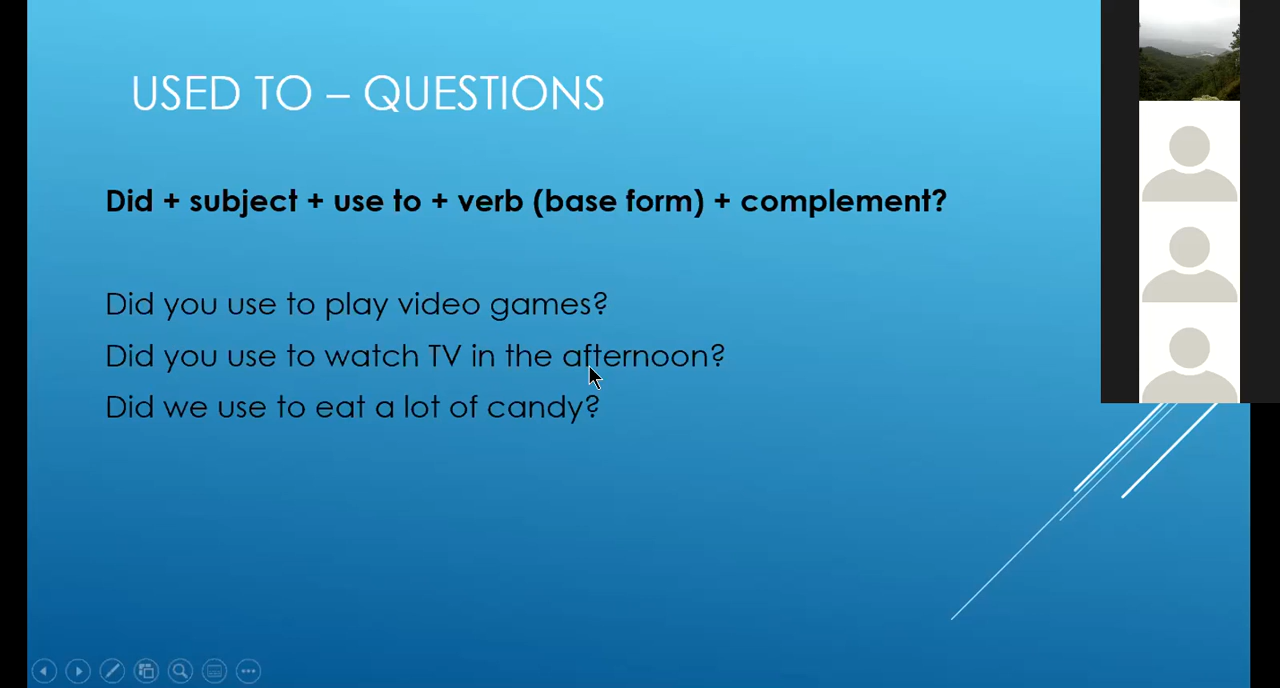 USED TO – QUESTIONS
Did + subject + use to + verb (base form) + complement?
Did you use to play video games?
Did you use to watch TV in the afternoon?
Did we use to eat a lot of candy?